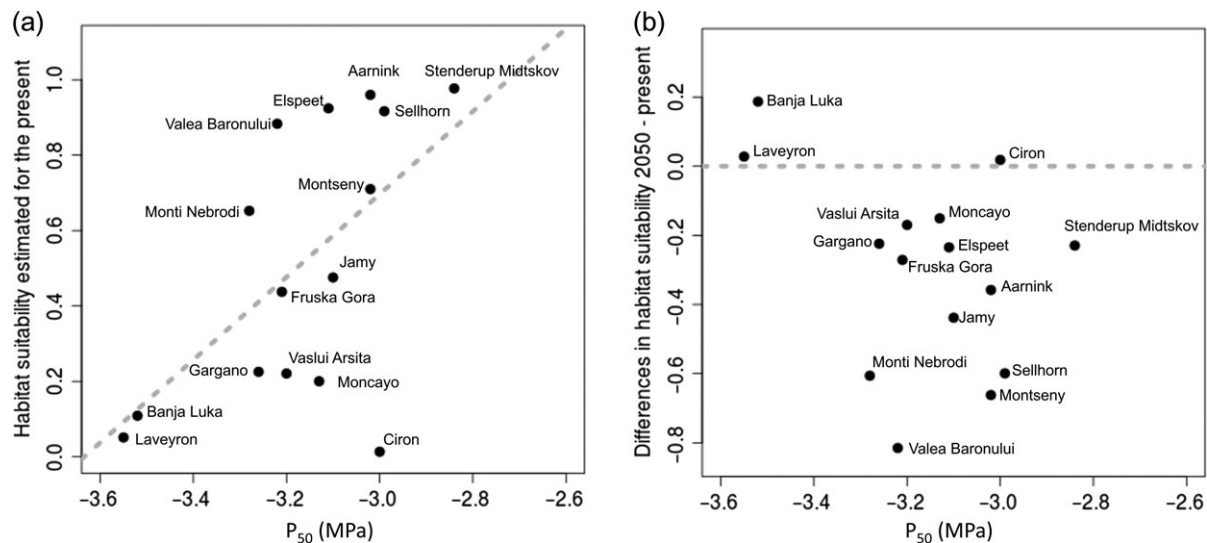 (a)
Habitat suitability estimated for the present
1.0
0.8
0.6
0.4
0.2
0.0
Aarnink
Stenderup Midtskov
Elspeet
Sellhorn
Valea Baronului
Montseny
Monti Nebrodi
Jamy
Fruska Gora
Gargano
Vaslui Arsita
Moncayo
Banja Luka
Laveyron
Ciron
−3.6 −3.4 −3.2 −3.0 −2.8 −2.6
P50 (MPa)
(b)
Differences in habitat suitability 2050 - present
0.2
0.0
−0.2
−0.4
−0.6
−0.8
Banja Luka
Laveyron
Ciron
Vaslui Arsita
Moncayo
Stenderup Midtskov
Gargano
Elspeet
Fruska Gora
Aarnink
Jamy
Monti Nebrodi
Sellhorn
Montseny
Valea Baronului
−3.6 −3.4 −3.2 −3.0 −2.8 −2.6
P50 (MPa)